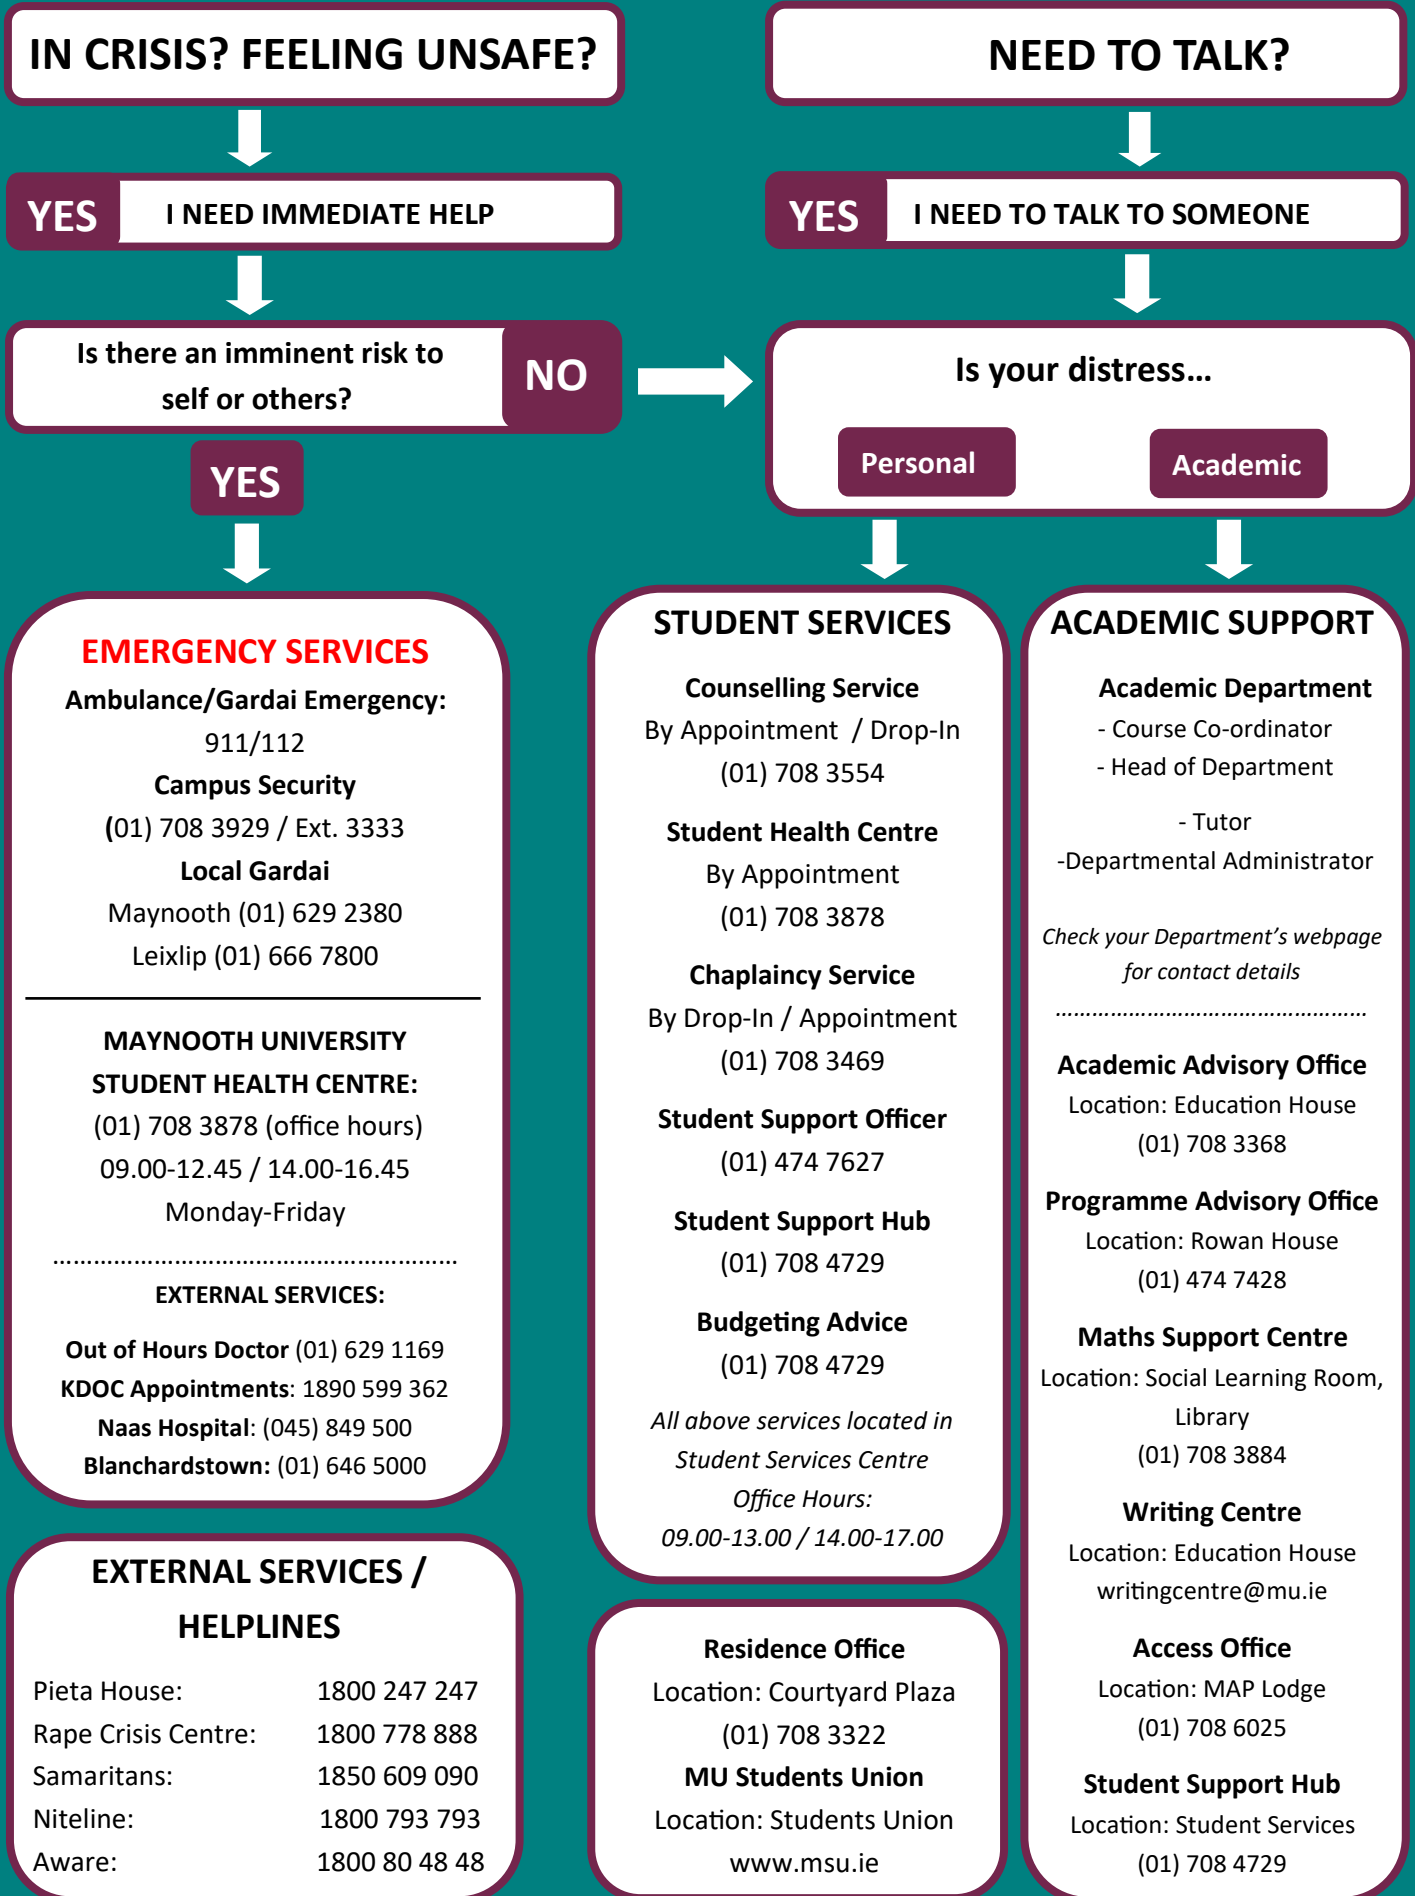 IN CRISIS? FEELING UNSAFE?
YES
I NEED IMMEDIATE HELP
Is there an imminent risk to
self or others?
NO
YES
NEED TO TALK?
YES
I NEED TO TALK TO SOMEONE
Is your distress...
Personal
Academic
EMERGENCY SERVICES
Ambulance/Gardai Emergency:
911/112
Campus Security
(01) 708 3929 / Ext. 3333
Local Gardai
Maynooth (01) 629 2380
Leixlip (01) 666 7800
MAYNOOTH UNIVERSITY
STUDENT HEALTH CENTRE:
(01) 708 3878 (office hours)
09.00-12.45 / 14.00-16.45
Monday-Friday
............................................................
EXTERNAL SERVICES:
Out of Hours Doctor (01) 629 1169
KDOC Appointments: 1890 599 362
Naas Hospital: (045) 849 500
Blanchardstown: (01) 646 5000
EXTERNAL SERVICES /
HELPLINES
Pieta House: 1800 247 247
Rape Crisis Centre: 1800 778 888
Samaritans: 1850 609 090
Niteline: 1800 793 793
Aware: 1800 80 48 48
STUDENT SERVICES
Counselling Service
By Appointment / Drop-In
(01) 708 3554
Student Health Centre
By Appointment
(01) 708 3878
Chaplaincy Service
By Drop-In / Appointment
(01) 708 3469
Student Support Officer
(01) 474 7627
Student Support Hub
(01) 708 4729
Budgeting Advice
(01) 708 4729
All above services located in
Student Services Centre
Office Hours:
09.00-13.00 / 14.00-17.00
Residence Office
Location: Courtyard Plaza
(01) 708 3322
MU Students Union
Location: Students Union
www.msu.ie
ACADEMIC SUPPORT
Academic Department
- Course Co-ordinator
- Head of Department
- Tutor
-Departmental Administrator
Check your Department's webpage
for contact details
...................................................
Academic Advisory Office
Location: Education House
(01) 708 3368
Programme Advisory Office
Location: Rowan House
(01) 474 7428
Maths Support Centre
Location: Social Learning Room,
Library
(01) 708 3884
Writing Centre
Location: Education House
writingcentre@mu.ie
Access Office
Location: MAP Lodge
(01) 708 6025
Student Support Hub
Location: Student Services
(01) 708 4729